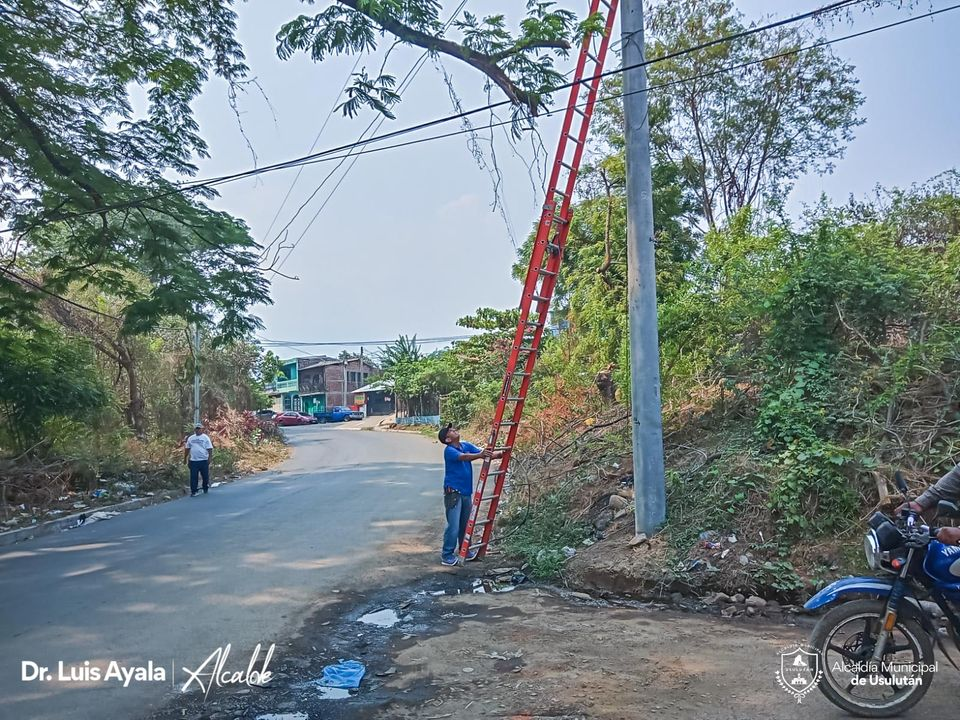 Dr. Luis Ayala | Alcalde
Alcaldía Municipal
de Usulután